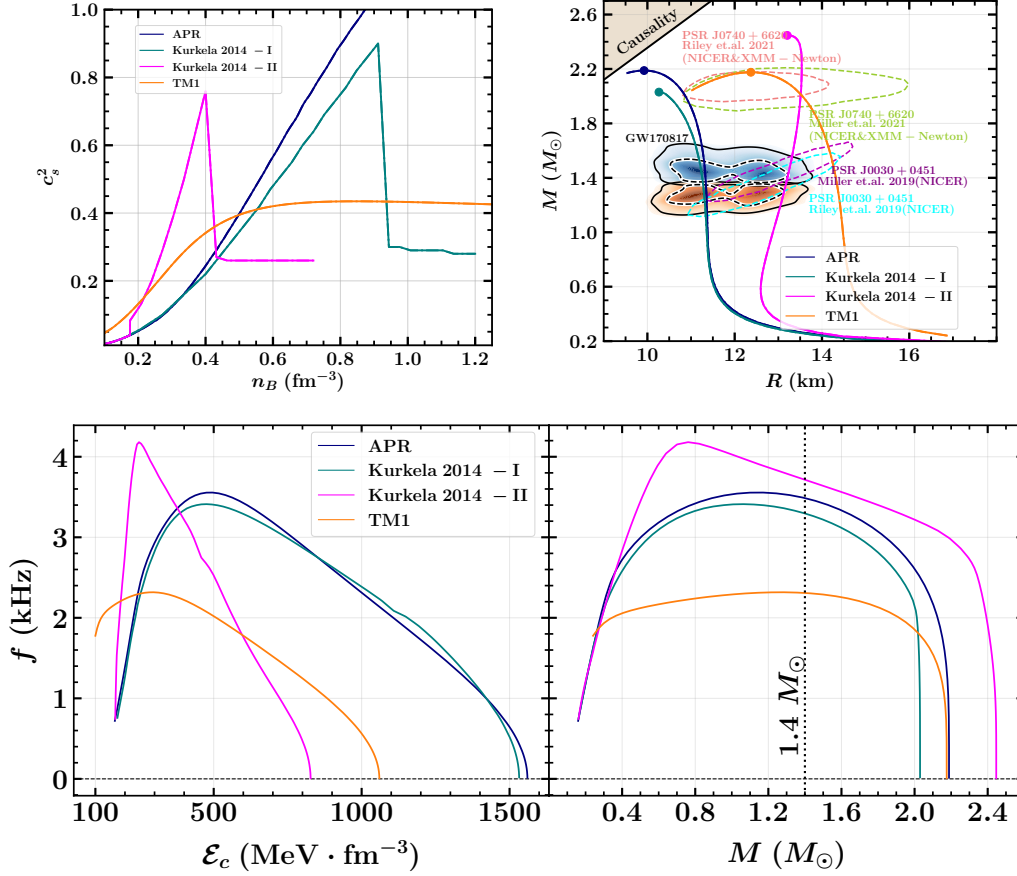 1.0
0.8
0.6
0.4
0.2
c_s^2
0.2 0.4 0.6 0.8 1.0 1.2
n_B (fm^{−3})
APR
Kurkela 2014 − I
Kurkela 2014 − II
TM1
2.6
2.2
1.8
1.4
1.0
0.6
0.2
M (M_⊙)
10 12 14 16
R (km)
Causality
PSR J0740 + 6620
Riley et.al. 2021
(NICER&XMM − Newton)
PSR J0740 + 6620
Miller et.al. 2021
(NICER&XMM − Newton)
GW170817
PSR J0030 + 0451
Miller et.al. 2019(NICER)
PSR J0030 + 0451
Riley et.al. 2019(NICER)
APR
Kurkela 2014 − I
Kurkela 2014 − II
TM1
4
3
2
1
0
f (kHz)
APR
Kurkela 2014 − I
Kurkela 2014 − II
TM1
100 500 1000 1500
ℰ_c (MeV · fm^{−3})
1.4 M_⊙
0.4 0.8 1.2 1.6 2.0 2.4
M (M_⊙)